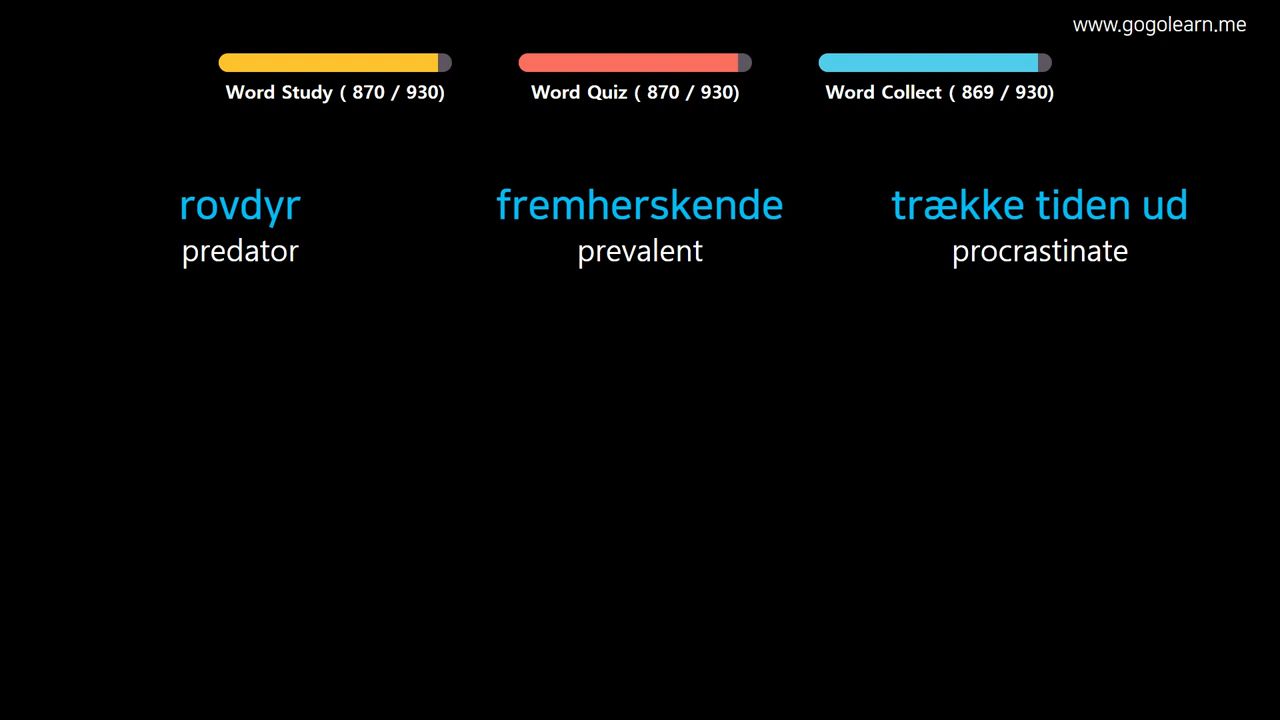 www.gogolearn.me
Word Study ( 870 / 930)
Word Quiz ( 870 / 930)
Word Collect ( 869 / 930)
rovdyr
predator
fremherskende
prevalent
trække tiden ud
procrastinate